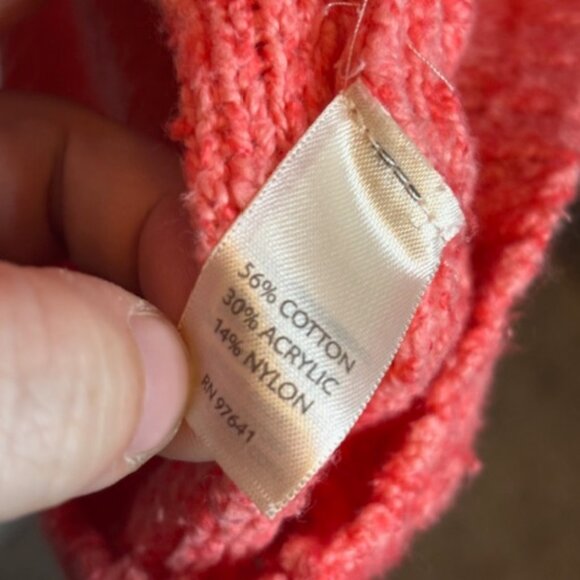 56% COTTON
30% ACRYLIC
14% NYLON
RN 97641